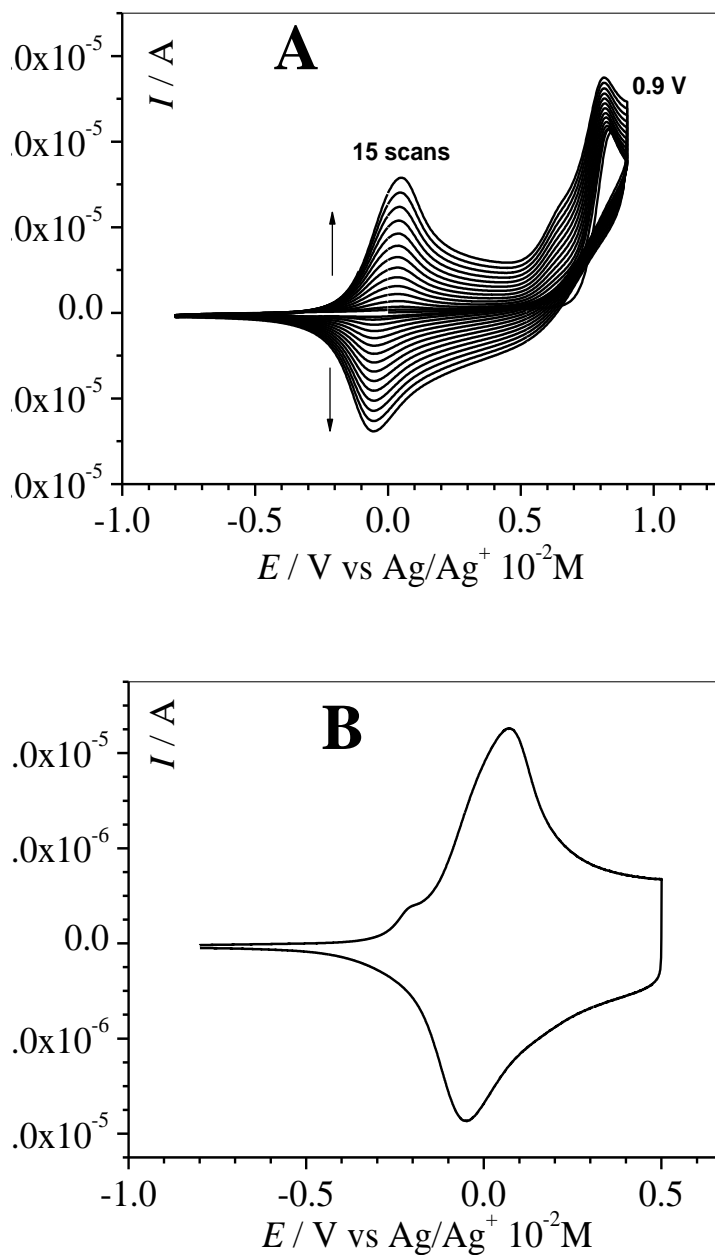 A
I / A
.0x10⁻⁵
0.9 V
.0x10⁻⁵
15 scans
.0x10⁻⁵
0.0
.0x10⁻⁵
.0x10⁻⁵
-1.0 -0.5 0.0 0.5 1.0
E / V vs Ag/Ag⁺ 10⁻²M
B
I / A
.0x10⁻⁵
.0x10⁻⁶
0.0
.0x10⁻⁶
.0x10⁻⁵
-1.0 -0.5 0.0 0.5
E / V vs Ag/Ag⁺ 10⁻²M